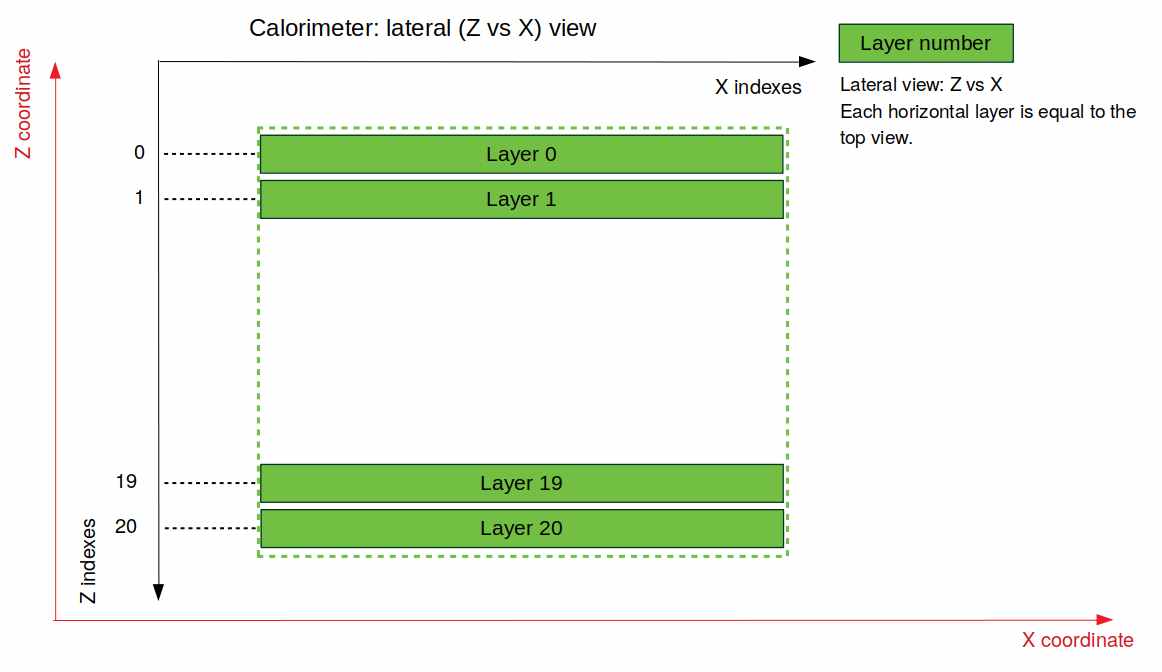 Calorimeter: lateral (Z vs X) view
Layer number
Z coordinate
X indexes
Lateral view: Z vs X
Each horizontal layer is equal to the
top view.
0
Layer 0
1
Layer 1
19
Layer 19
20
Layer 20
Z indexes
X coordinate